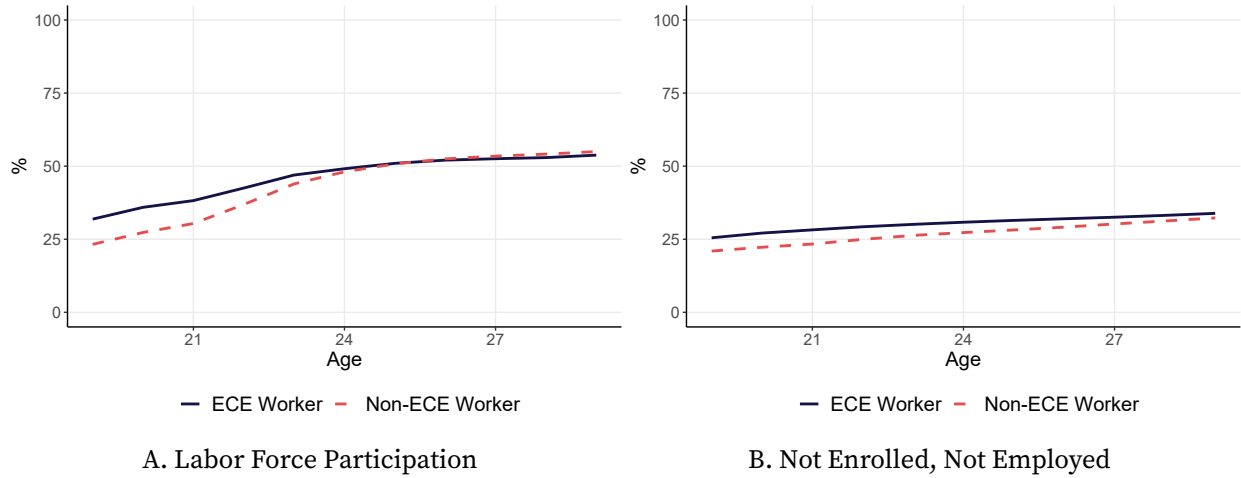 100
75
50
25
0
%
21 24 27
Age
ECE Worker Non-ECE Worker
A. Labor Force Participation
100
75
50
25
0
%
21 24 27
Age
ECE Worker Non-ECE Worker
B. Not Enrolled, Not Employed